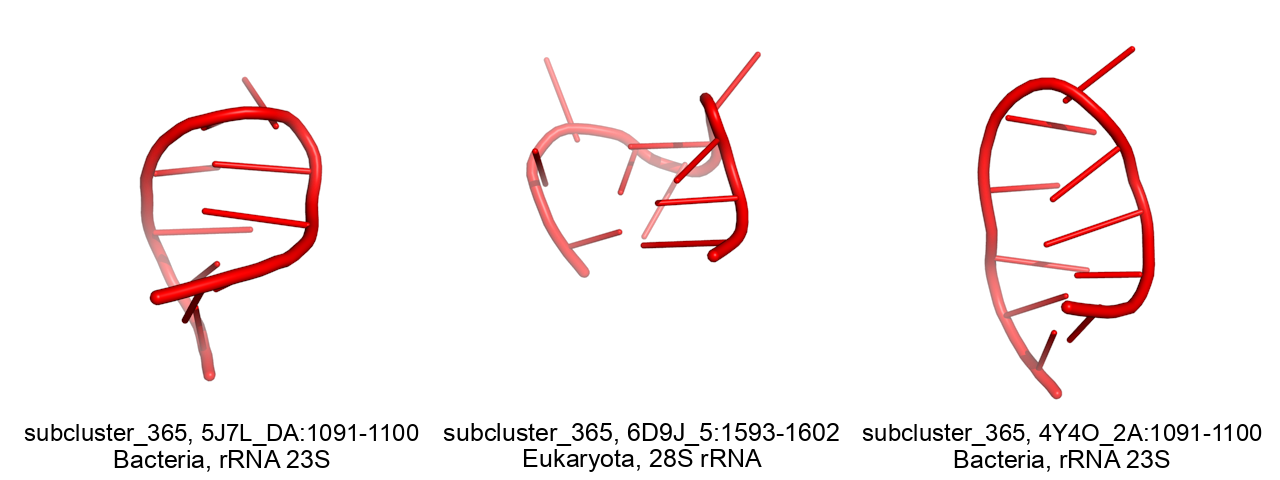 subcluster_365, 5J7L_DA:1091-1100
Bacteria, rRNA 23S
subcluster_365, 6D9J_5:1593-1602
Eukaryota, 28S rRNA
subcluster_365, 4Y4O_2A:1091-1100
Bacteria, rRNA 23S